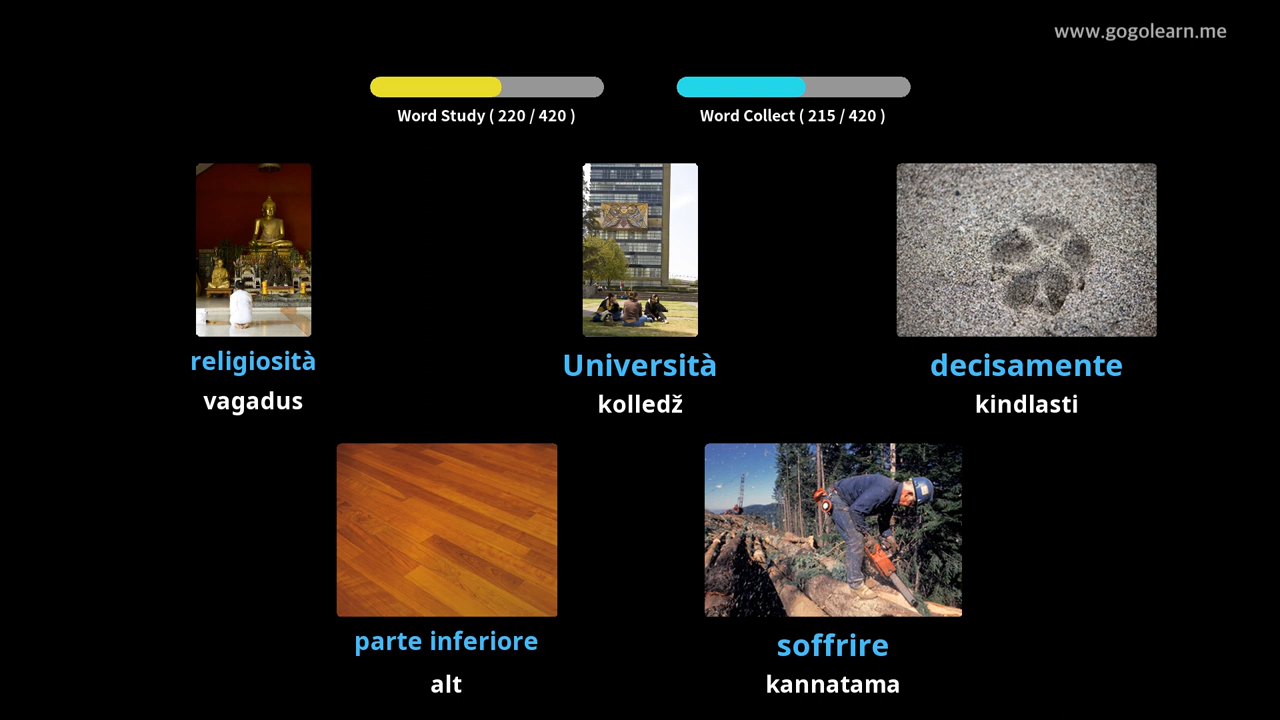 www.gogolearn.me
Word Study ( 220 / 420 )
Word Collect ( 215 / 420 )
religiosità
Università
decisamente
vagadus
kolledž
kindlasti
parte inferiore
soffrire
alt
kannatama